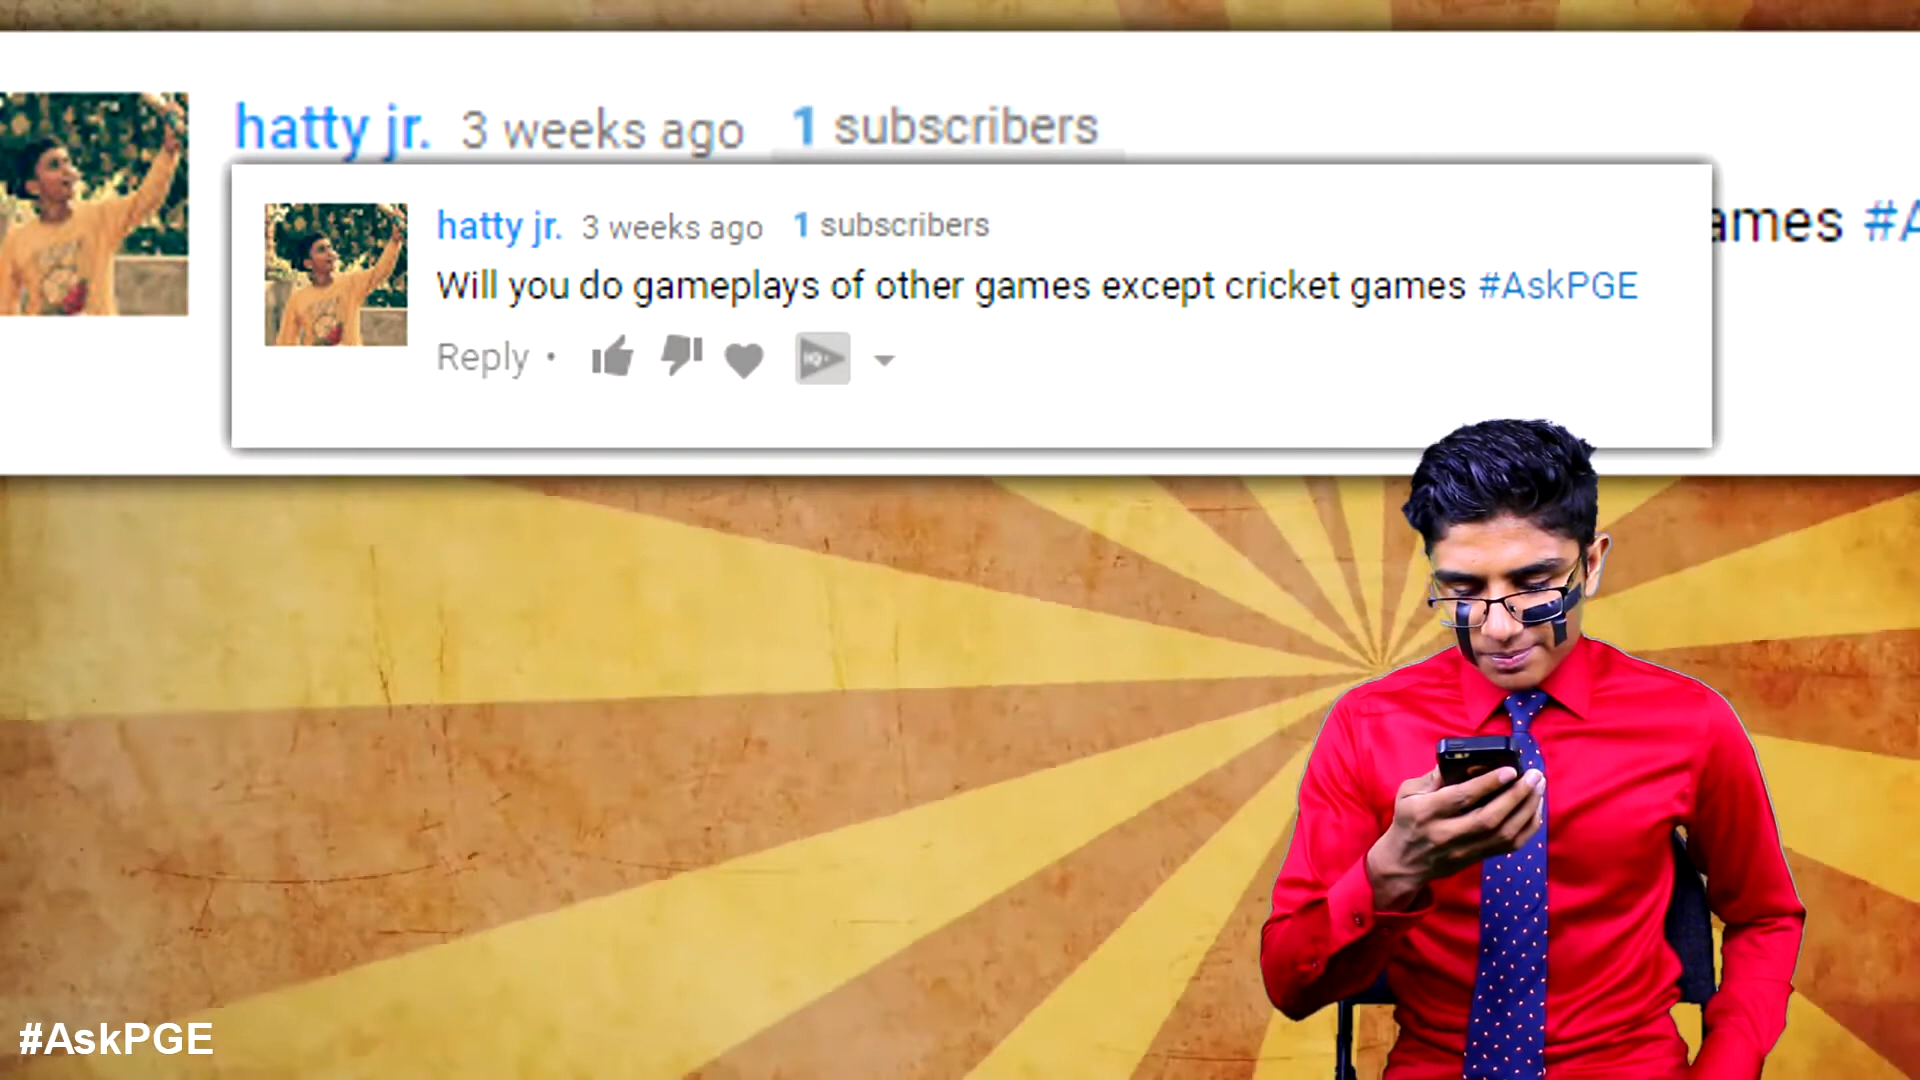 hatty jr. 3 weeks ago 1 subscribers
ames #A
hatty jr. 3 weeks ago 1 subscribers
Will you do gameplays of other games except cricket games #AskPGE
Reply •
#AskPGE